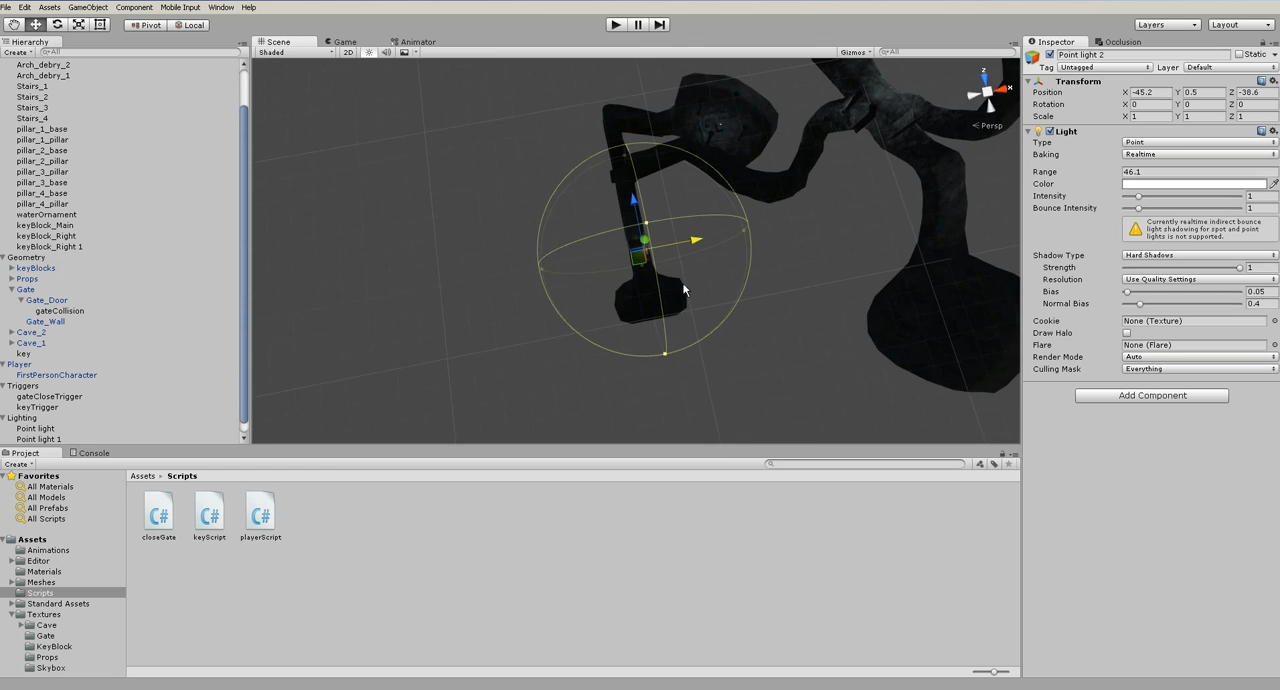 File Edit Assets GameObject Component Mobile Input Window Help
Pivot Local Layers Layout
Hierarchy
Create All
Arch_debry_2
Arch_debry_1
Stairs_1
Stairs_2
Stairs_3
Stairs_4
pillar_1_base
pillar_1_pillar
pillar_2_base
pillar_2_pillar
pillar_3_pillar
pillar_3_base
pillar_4_base
pillar_4_pillar
waterOrnament
keyBlock_Main
keyBlock_Right
keyBlock_Right 1
Geometry
keyBlocks
Props
Gate
Gate_Door
gateCollision
Gate_Wall
Cave_2
Cave_1
key
Player
FirstPersonCharacter
Triggers
gateCloseTrigger
keyTrigger
Lighting
Point light
Point light 1
Scene Game Animator
Shaded 2D Gizmos All
z
x
Persp
Inspector Occlusion
Point light 2 Static
Tag Untagged Layer Default
Transform
Position X -45.2 Y 0.5 Z -38.6
Rotation X 0 Y 0 Z 0
Scale X 1 Y 1 Z 1
Light
Type Point
Baking Realtime
Range 46.1
Color
Intensity 1
Bounce Intensity 1
Currently realtime indirect bounce
light shadowing for spot and point
lights is not supported.
Shadow Type Hard Shadows
Strength 1
Resolution Use Quality Settings
Bias 0.05
Normal Bias 0.4
Cookie None (Texture)
Draw Halo
Flare None (Flare)
Render Mode Auto
Culling Mask Everything
Add Component
Project Console
Create
Favorites
All Materials
All Models
All Prefabs
All Scripts
Assets
Animations
Editor
Materials
Meshes
Scripts
Standard Assets
Textures
Cave
Gate
KeyBlock
Props
Skybox
Assets Scripts
C# C# C#
closeGate keyScript playerScript